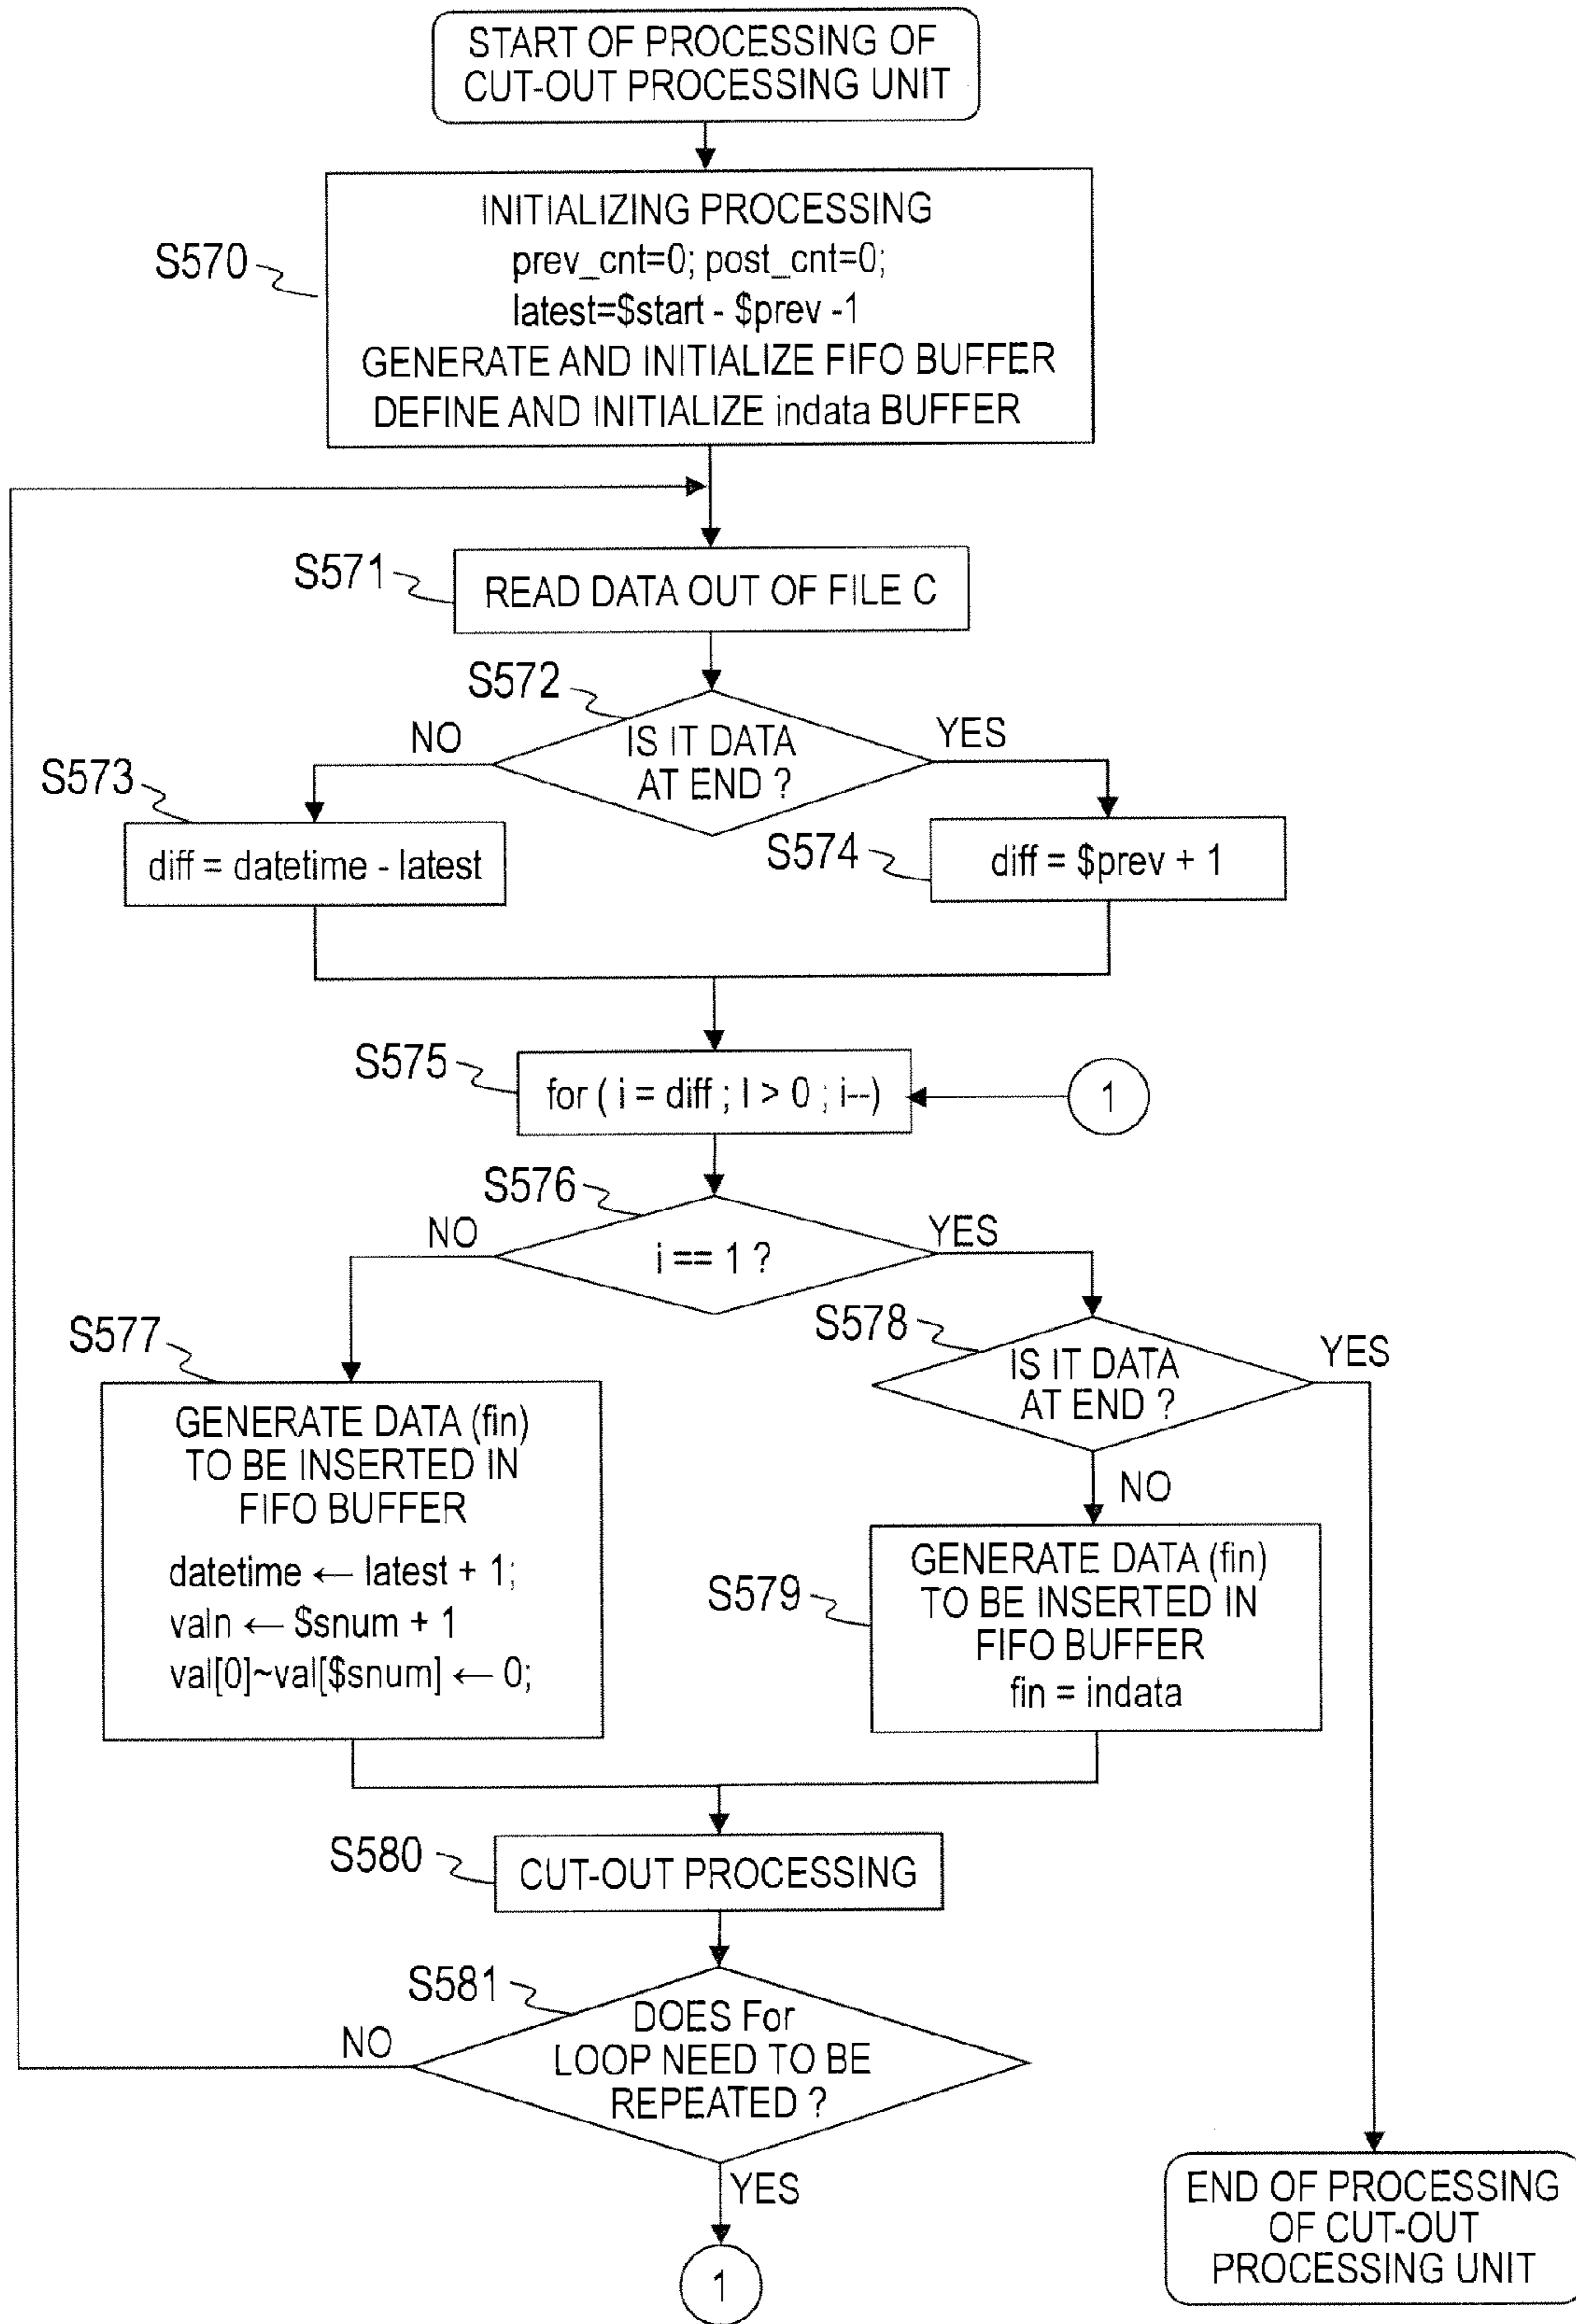 START OF PROCESSING OF
CUT-OUT PROCESSING UNIT
S570
INITIALIZING PROCESSING
prev_cnt=0; post_cnt=0;
latest=$start - $prev -1
GENERATE AND INITIALIZE FIFO BUFFER
DEFINE AND INITIALIZE indata BUFFER
S571
READ DATA OUT OF FILE C
S572
IS IT DATA
AT END ?
NO
YES
S573
diff = datetime - latest
S574
diff = $prev + 1
S575
for ( i = diff ; I > 0 ; i--)
1
S576
i == 1 ?
NO
YES
S577
GENERATE DATA (fin)
TO BE INSERTED IN
FIFO BUFFER
datetime ← latest + 1;
valn ← $snum + 1
val[0]~val[$snum] ← 0;
S578
IS IT DATA
AT END ?
YES
NO
S579
GENERATE DATA (fin)
TO BE INSERTED IN
FIFO BUFFER
fin = indata
S580
CUT-OUT PROCESSING
S581
DOES For
LOOP NEED TO BE
REPEATED ?
NO
YES
1
END OF PROCESSING
OF CUT-OUT
PROCESSING UNIT